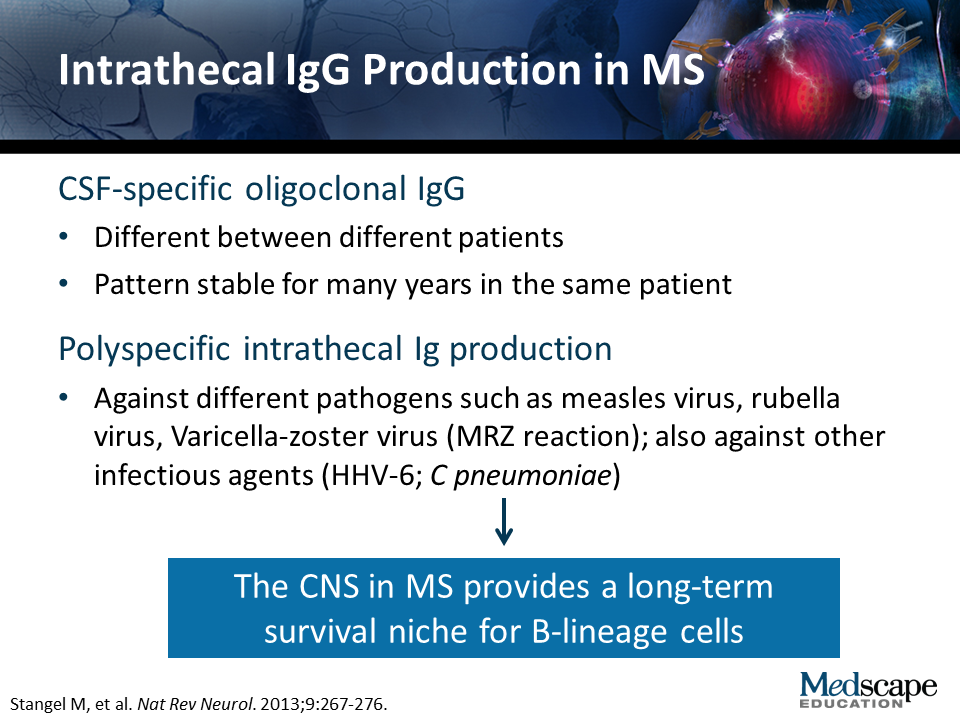 Intrathecal IgG Production in MS
CSF-specific oligoclonal IgG
• Different between different patients
• Pattern stable for many years in the same patient
Polyspecific intrathecal Ig production
• Against different pathogens such as measles virus, rubella
virus, Varicella-zoster virus (MRZ reaction); also against other
infectious agents (HHV-6; C pneumoniae)
The CNS in MS provides a long-term
survival niche for B-lineage cells
Medscape
EDUCATION
Stangel M, et al. Nat Rev Neurol. 2013;9:267-276.